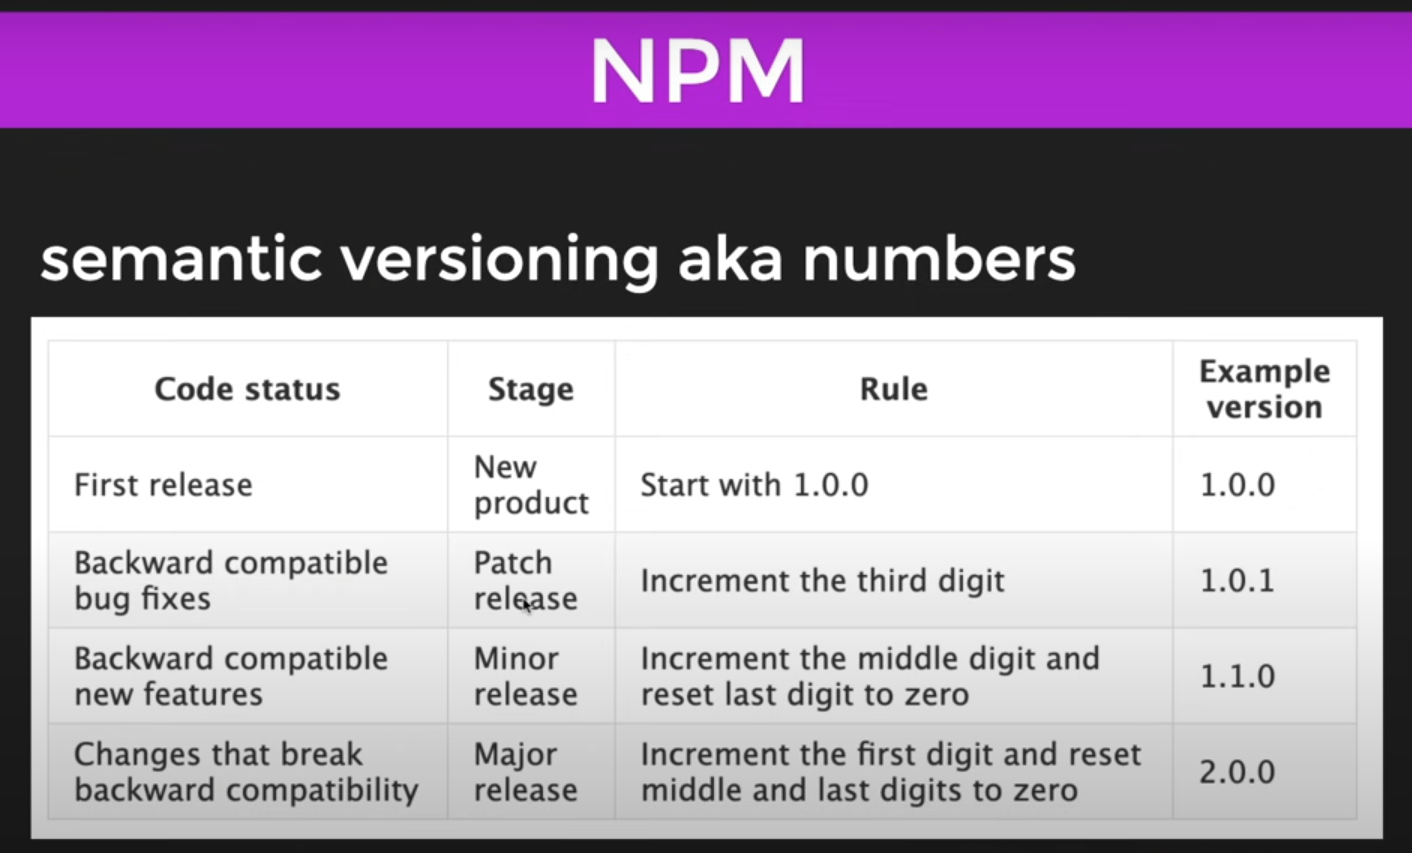 NPM
semantic versioning aka numbers
Code status
Stage
Rule
Example
version
First release
New
product
Start with 1.0.0
1.0.0
Backward compatible
bug fixes
Patch
release
Increment the third digit
1.0.1
Backward compatible
new features
Minor
release
Increment the middle digit and
reset last digit to zero
1.1.0
Changes that break
backward compatibility
Major
release
Increment the first digit and reset
middle and last digits to zero
2.0.0